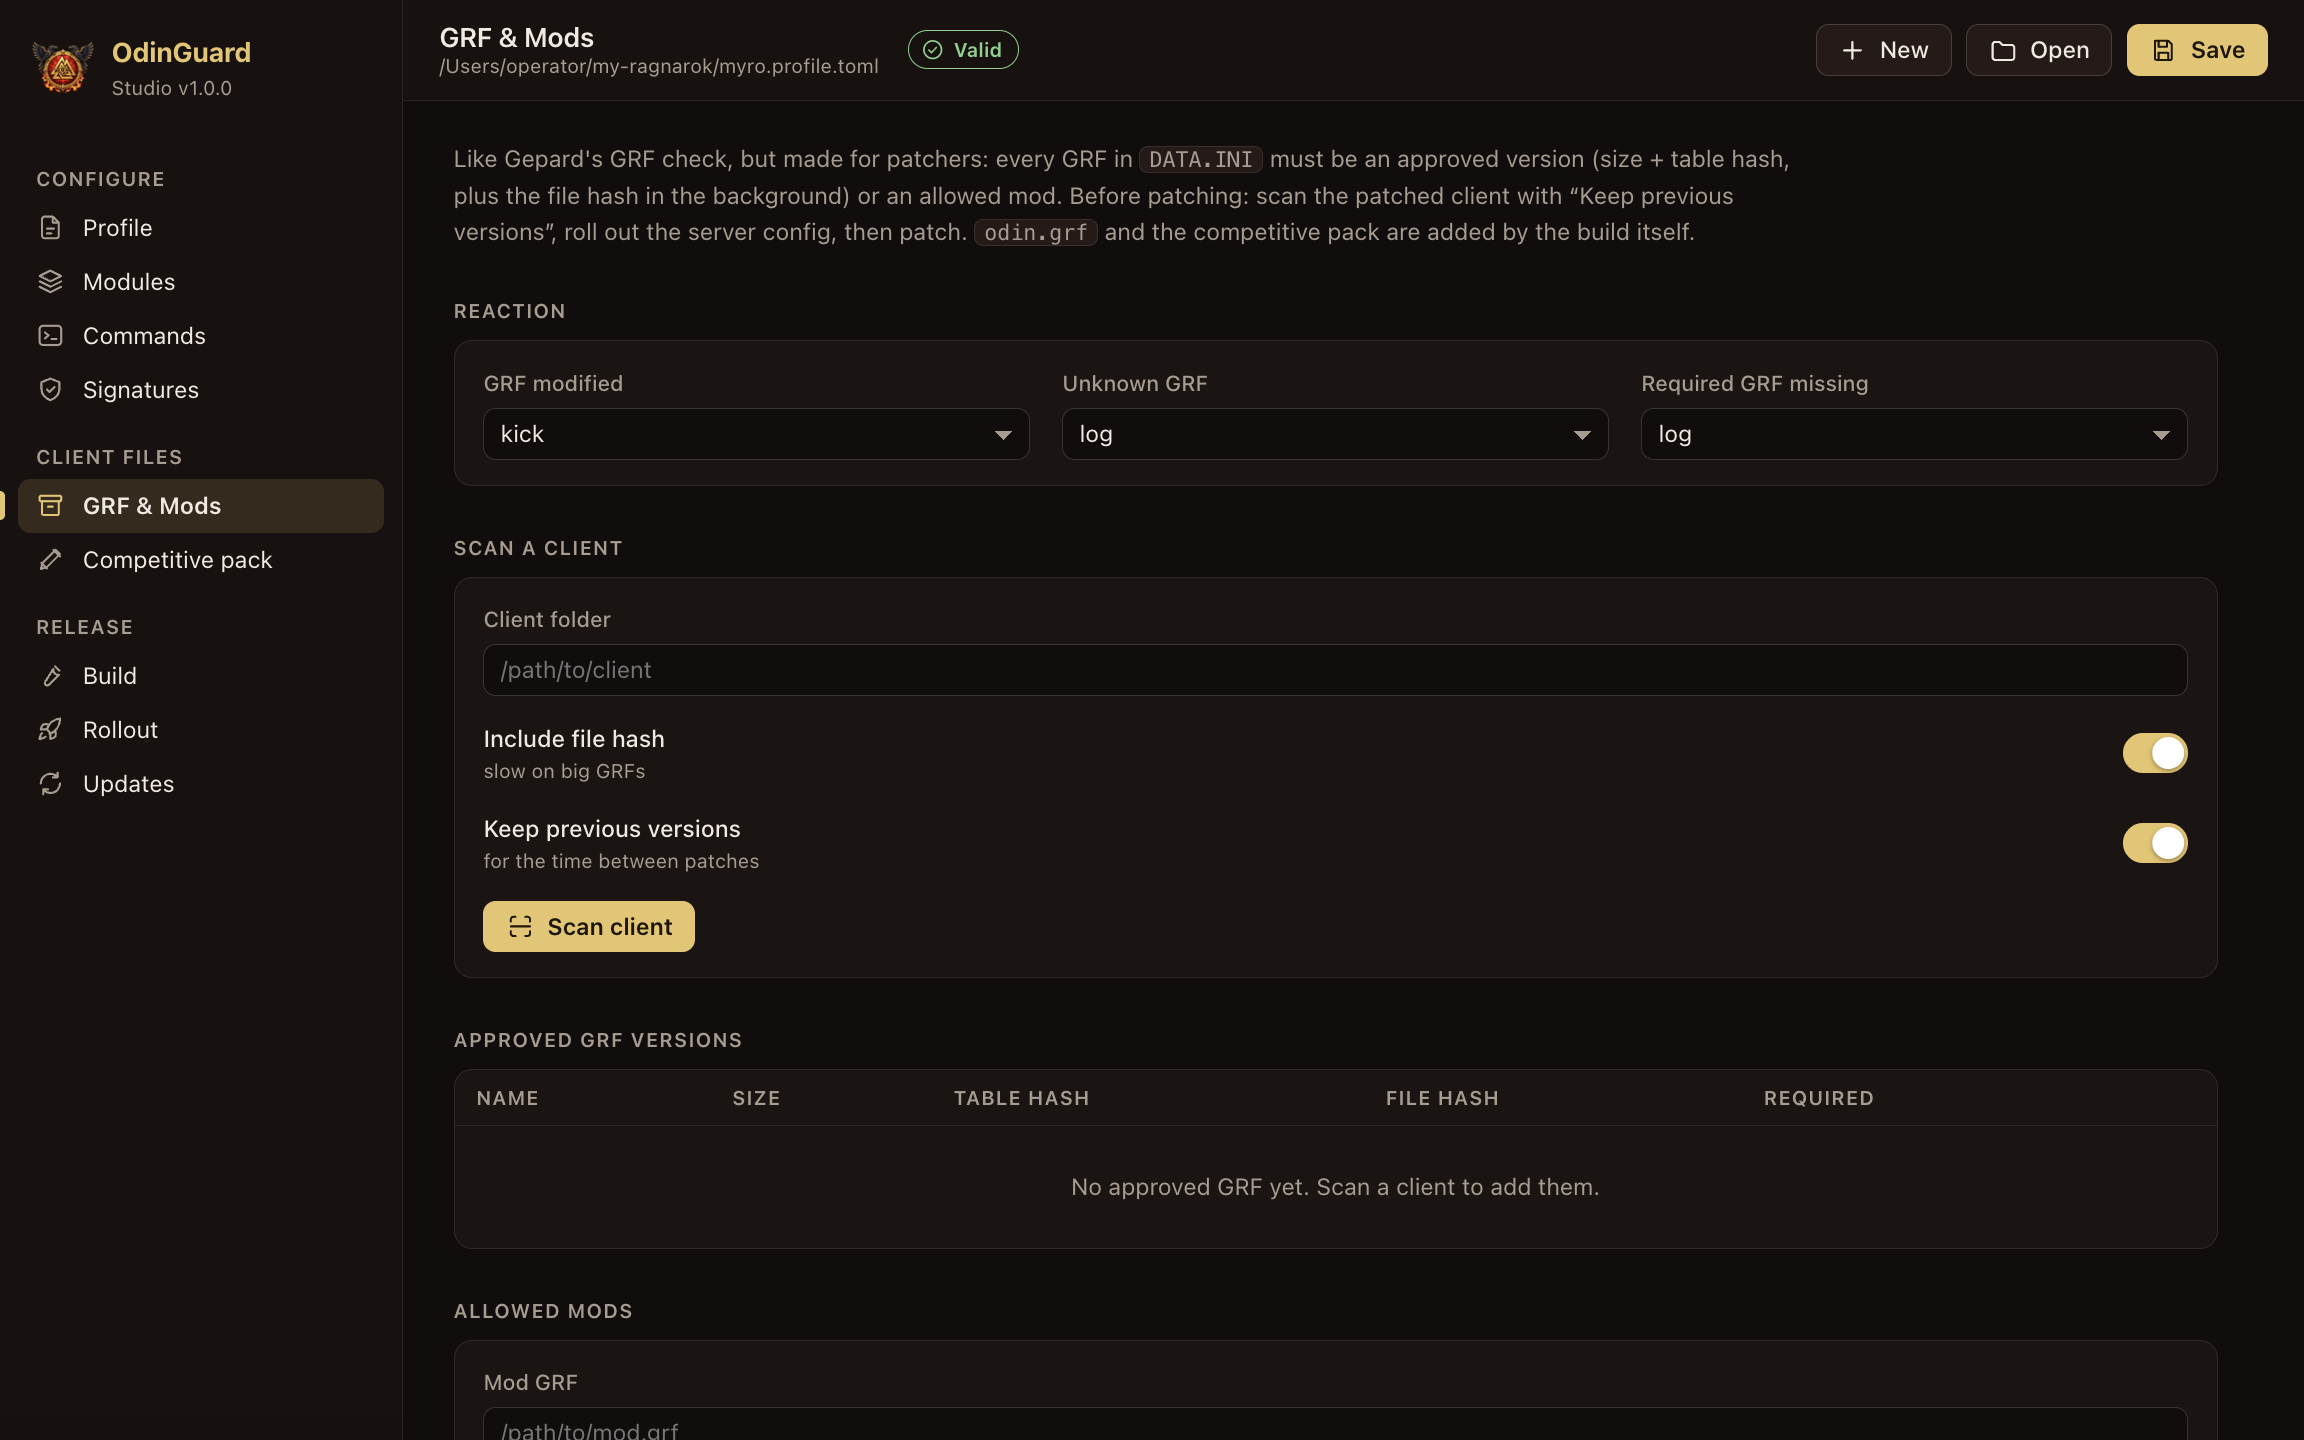 OdinGuard
Studio v1.0.0
CONFIGURE
Profile
Modules
Commands
Signatures
CLIENT FILES
GRF & Mods
Competitive pack
RELEASE
Build
Rollout
Updates
GRF & Mods
/Users/operator/my-ragnarok/myro.profile.toml
Valid
New
Open
Save
Like Gepard's GRF check, but made for patchers: every GRF in DATA.INI must be an approved version (size + table hash,
plus the file hash in the background) or an allowed mod. Before patching: scan the patched client with “Keep previous
versions”, roll out the server config, then patch. odin.grf and the competitive pack are added by the build itself.
REACTION
GRF modified
kick
Unknown GRF
log
Required GRF missing
log
SCAN A CLIENT
Client folder
/path/to/client
Include file hash
slow on big GRFs
Keep previous versions
for the time between patches
Scan client
APPROVED GRF VERSIONS
NAME SIZE TABLE HASH FILE HASH REQUIRED
No approved GRF yet. Scan a client to add them.
ALLOWED MODS
Mod GRF
/path/to/mod.grf